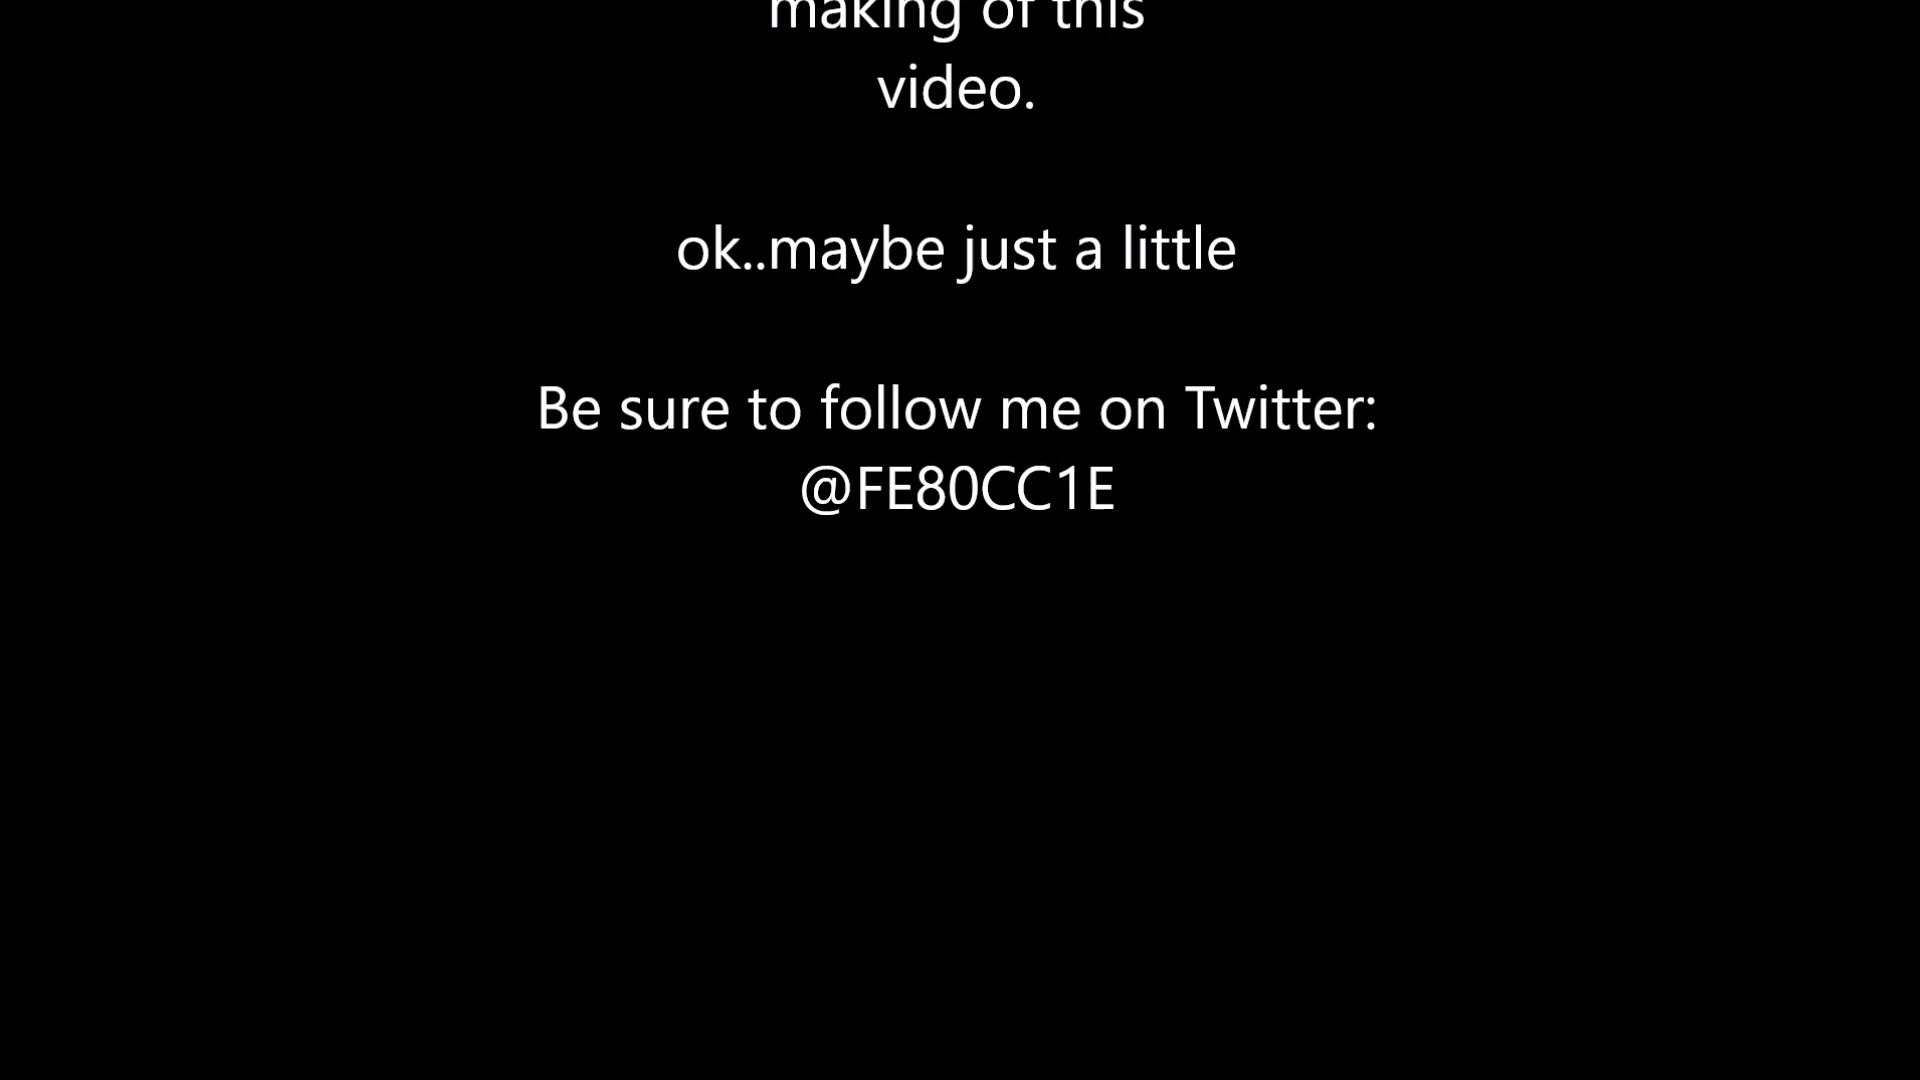 making of this
video.
ok..maybe just a little
Be sure to follow me on Twitter:
@FE80CC1E